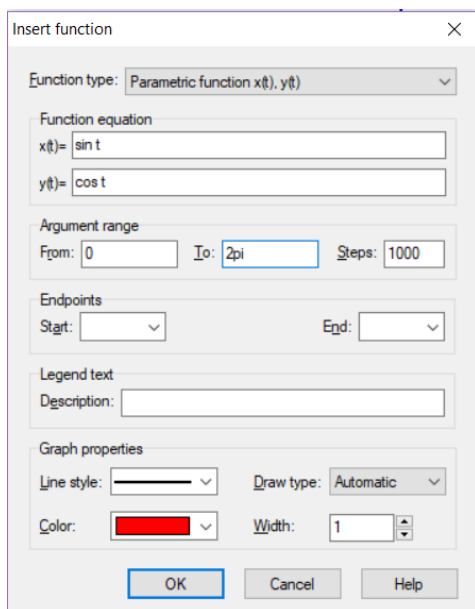 Insert function
Function type: Parametric function x(t), y(t)
Function equation
x(t)= sin t
y(t)= cos t
Argument range
From: 0 To: 2pi Steps: 1000
Endpoints
Start: End:
Legend text
Description:
Graph properties
Line style: Draw type: Automatic
Color: Width: 1
OK Cancel Help